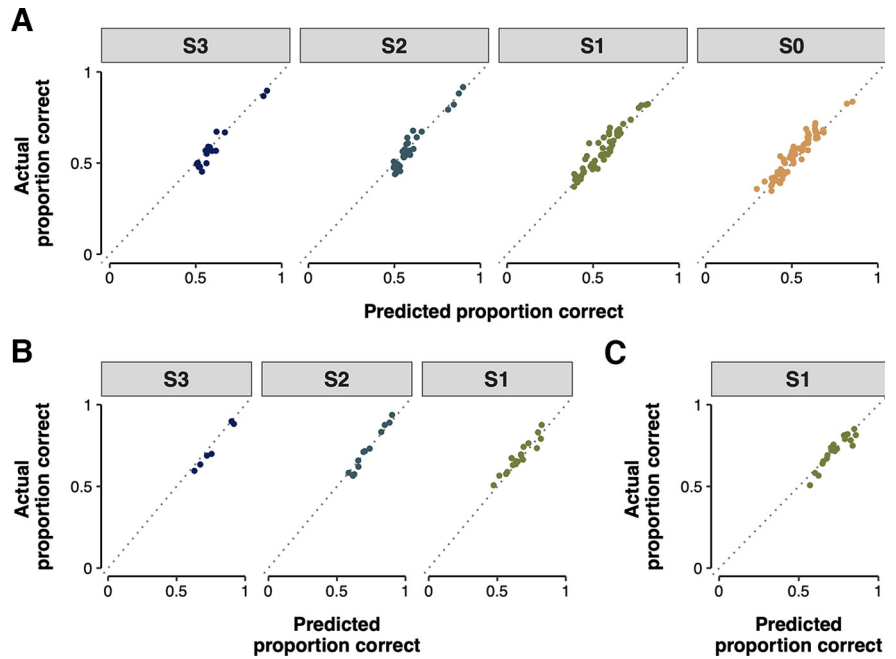 A
S3 S2 S1 S0
Actual
proportion correct
1
0.5
0
0 0.5 1 0 0.5 1 0 0.5 1 0 0.5 1
Predicted proportion correct
B C
S3 S2 S1 S1
Actual
proportion correct
1
0.5
0
Actual
proportion correct
1
0.5
0
0 0.5 1 0 0.5 1 0 0.5 1 0 0.5 1
Predicted
proportion correct
Predicted
proportion correct